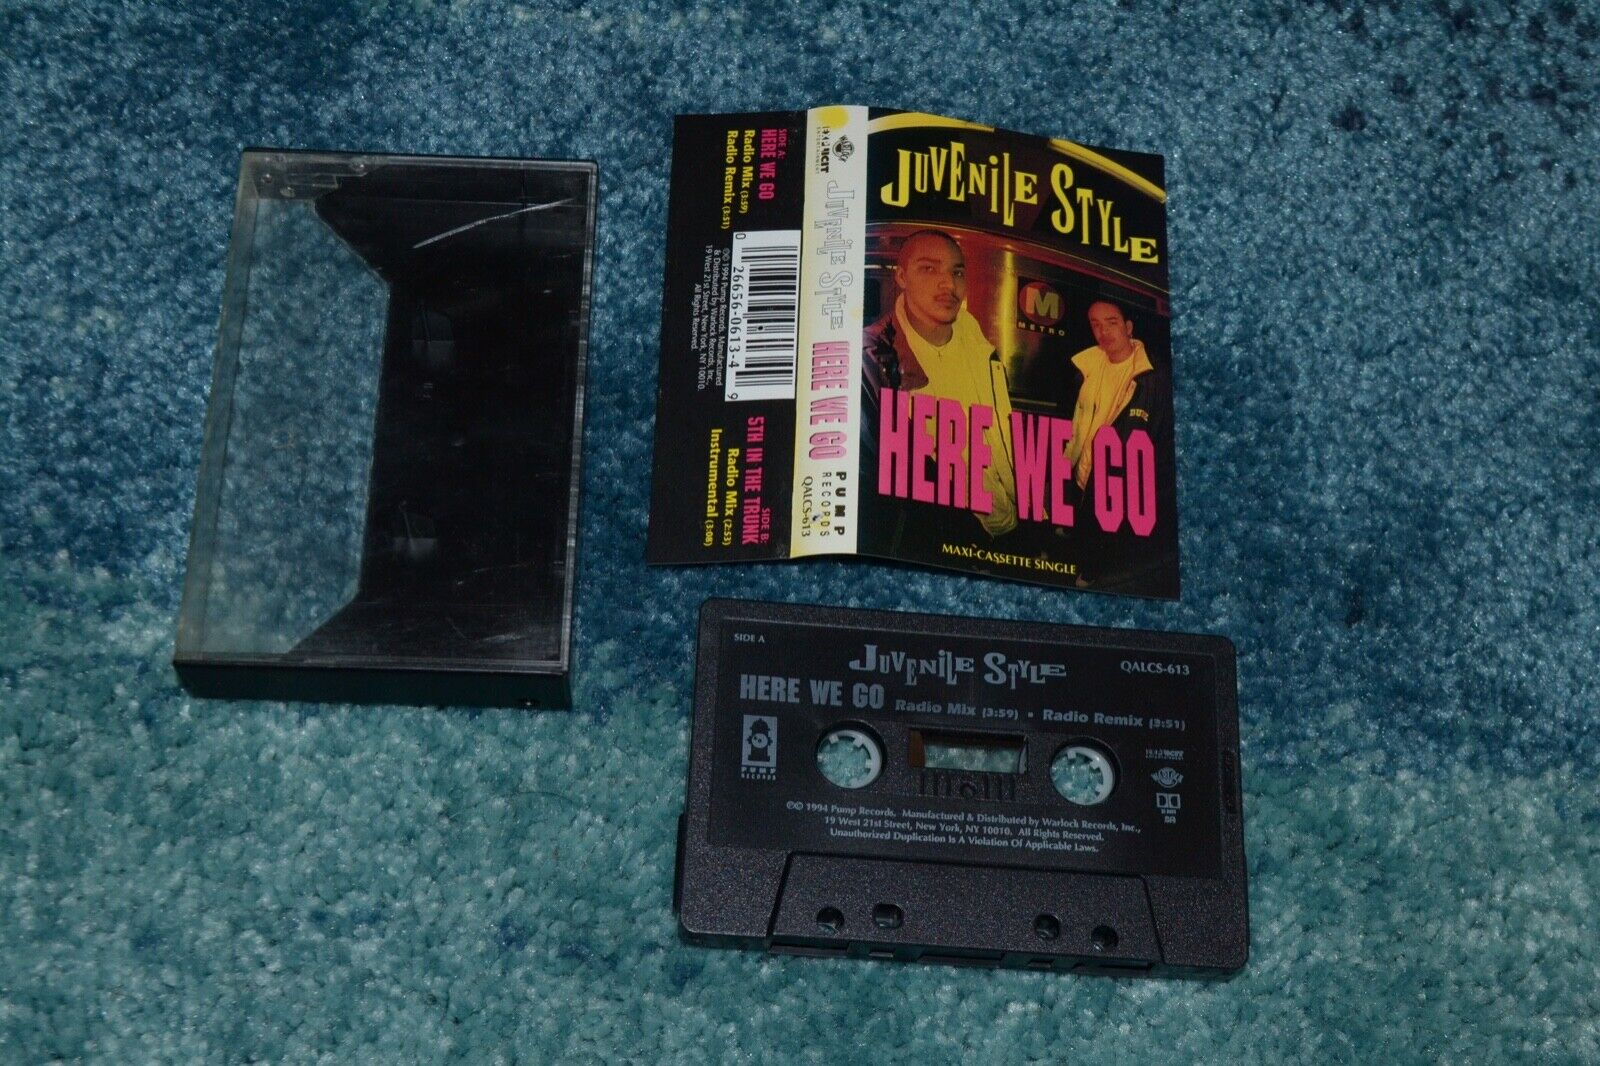 SIDE A:
HERE WE GO
Radio Mix (3:59)
Radio Remix (3:51)
0 26656-0613-4 9
℗© 1994 Pump Records. Manufactured
& Distributed by Warlock Records, Inc.,
19 West 21st Street, New York, NY 10010.
All Rights Reserved.
SIDE B:
5TH IN THE TRUNK
Radio Mix (2:53)
Instrumental (3:08)
WARLOCK
ENTERTAINMENT
JUVENILE STYLE
HERE WE GO
PUMP
RECORDS
QALCS-613
JUVENILE STYLE
M
METRO
HERE WE GO
MAXI-CASSETTE SINGLE
SIDE A
JUVENILE STYLE
QALCS-613
HERE WE GO Radio Mix (3:59) • Radio Remix (3:51)
PUMP
RECORDS
WARLOCK
℗© 1994 Pump Records. Manufactured & Distributed by Warlock Records, Inc.,
19 West 21st Street, New York, NY 10010. All Rights Reserved.
Unauthorized Duplication Is A Violation Of Applicable Laws.